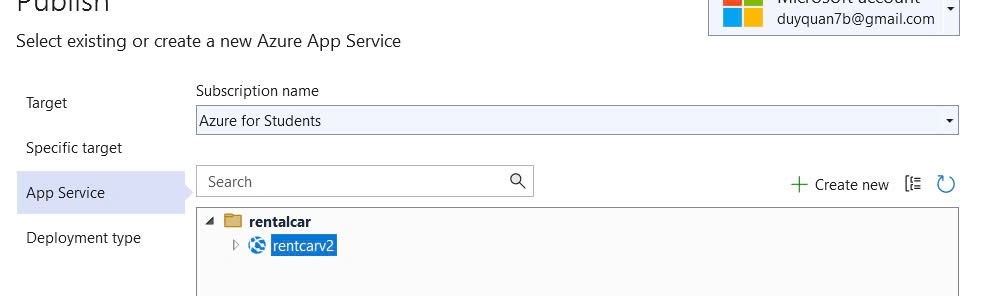 Publish
Microsoft account
duyquan7b@gmail.com
Select existing or create a new Azure App Service
Target
Specific target
App Service
Deployment type
Subscription name
Azure for Students
Search
Create new
rentalcar
rentcarv2